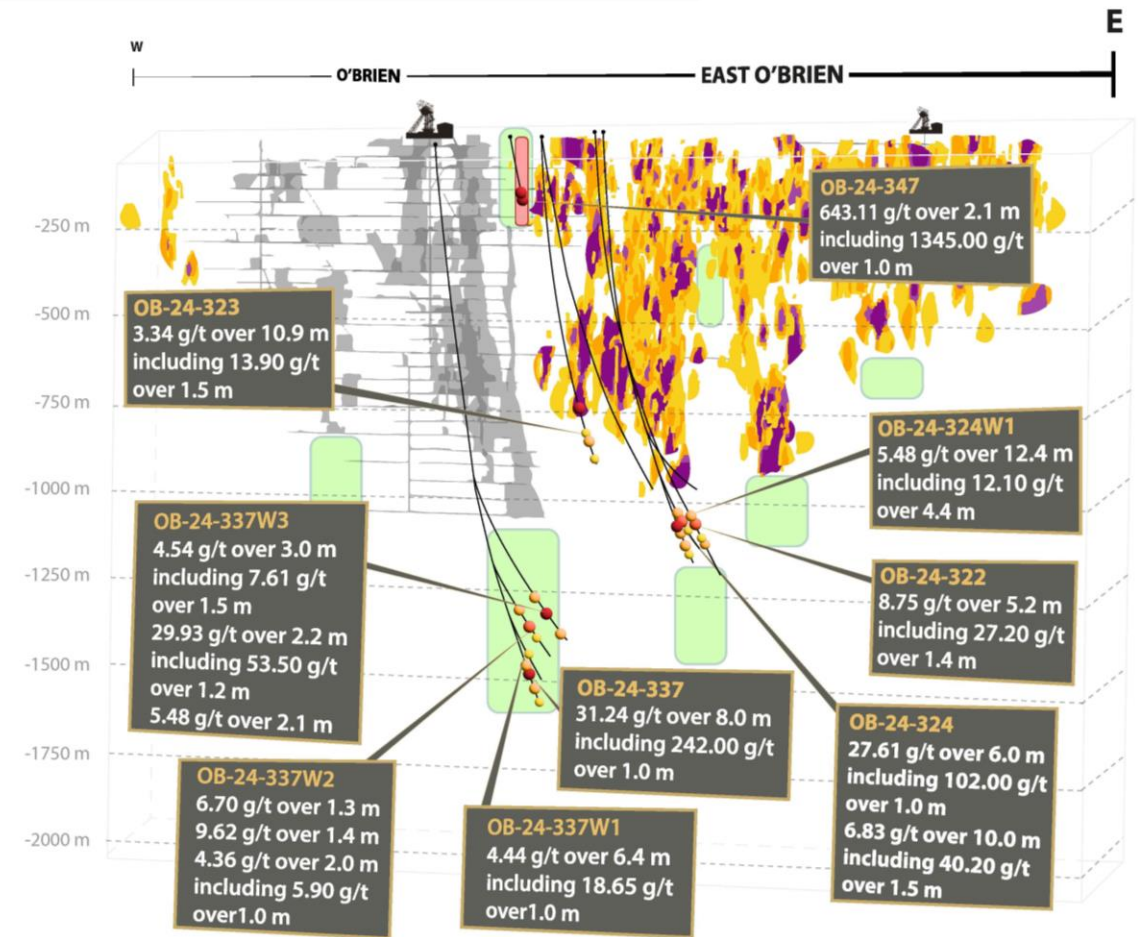 E
W
O'BRIEN
EAST O'BRIEN
-250 m
-500 m
-750 m
-1000 m
-1250 m
-1500 m
-1750 m
-2000 m
OB-24-347
643.11 g/t over 2.1 m
including 1345.00 g/t
over 1.0 m
OB-24-323
3.34 g/t over 10.9 m
including 13.90 g/t
over 1.5 m
OB-24-324W1
5.48 g/t over 12.4 m
including 12.10 g/t
over 4.4 m
OB-24-337W3
4.54 g/t over 3.0 m
including 7.61 g/t
over 1.5 m
29.93 g/t over 2.2 m
including 53.50 g/t
over 1.2 m
5.48 g/t over 2.1 m
OB-24-322
8.75 g/t over 5.2 m
including 27.20 g/t
over 1.4 m
OB-24-337
31.24 g/t over 8.0 m
including 242.00 g/t
over 1.0 m
OB-24-324
27.61 g/t over 6.0 m
including 102.00 g/t
over 1.0 m
6.83 g/t over 10.0 m
including 40.20 g/t
over 1.5 m
OB-24-337W2
6.70 g/t over 1.3 m
9.62 g/t over 1.4 m
4.36 g/t over 2.0 m
including 5.90 g/t
over1.0 m
OB-24-337W1
4.44 g/t over 6.4 m
including 18.65 g/t
over1.0 m